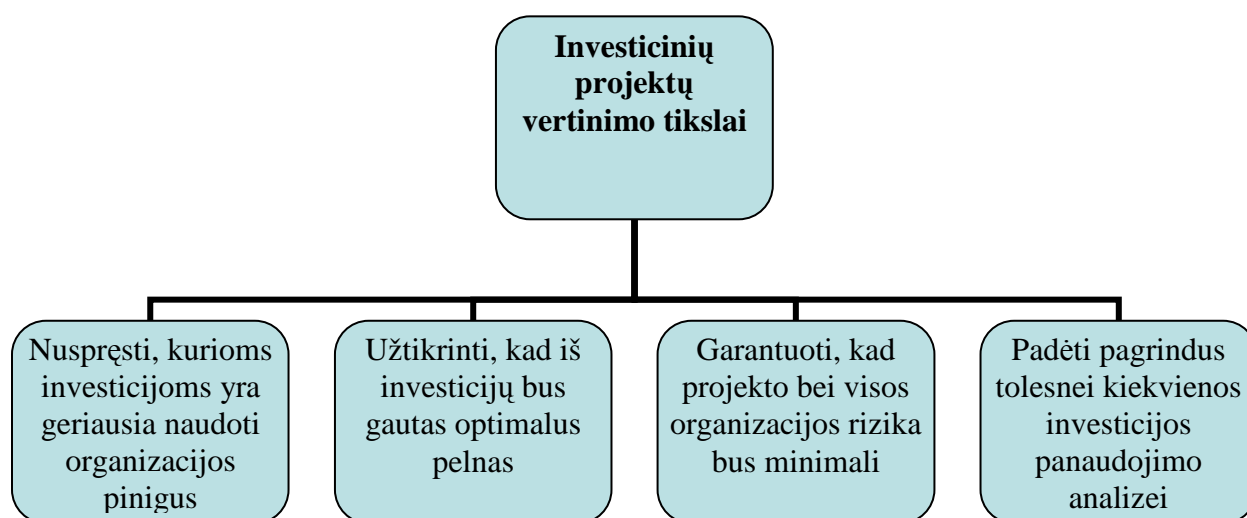 Investicinių
projektų
vertinimo tikslai
Nuspręsti, kurioms
investicijoms yra
geriausia naudoti
organizacijos
pinigus
Užtikrinti, kad iš
investicijų bus
gautas optimalus
pelnas
Garantuoti, kad
projekto bei visos
organizacijos rizika
bus minimali
Padėti pagrindus
tolesnei kiekvienos
investicijos
panaudojimo
analizei